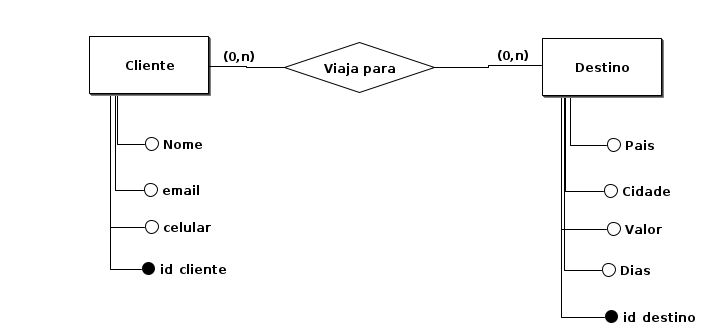 Cliente
(0,n)
Viaja para
(0,n)
Destino
Nome
email
celular
id cliente
Pais
Cidade
Valor
Dias
id destino